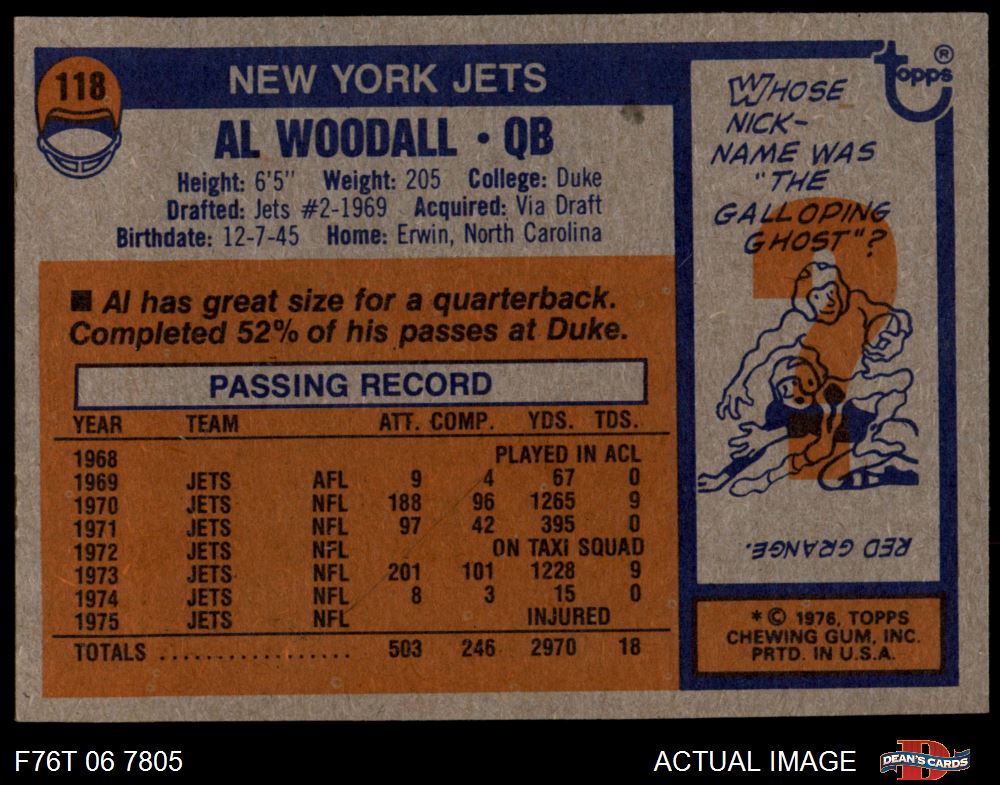 118
NEW YORK JETS
AL WOODALL • QB
Height: 6'5" Weight: 205 College: Duke
Drafted: Jets #2-1969 Acquired: Via Draft
Birthdate: 12-7-45 Home: Erwin, North Carolina
■ Al has great size for a quarterback.
Completed 52% of his passes at Duke.
PASSING RECORD
YEAR TEAM ATT. COMP. YDS. TDS.
1968 PLAYED IN ACL
1969 JETS AFL 9 4 67 0
1970 JETS NFL 188 96 1265 9
1971 JETS NFL 97 42 395 0
1972 JETS NFL ON TAXI SQUAD
1973 JETS NFL 201 101 1228 9
1974 JETS NFL 8 3 15 0
1975 JETS NFL INJURED
TOTALS .................. 503 246 2970 18
topps®
WHOSE
NICK-
NAME WAS
"THE
GALLOPING
GHOST"?
?
RED GRANGE.
*© 1976, TOPPS
CHEWING GUM, INC.
PRTD. IN U.S.A.
F76T 06 7805
ACTUAL IMAGE
D
DEAN'S CARDS